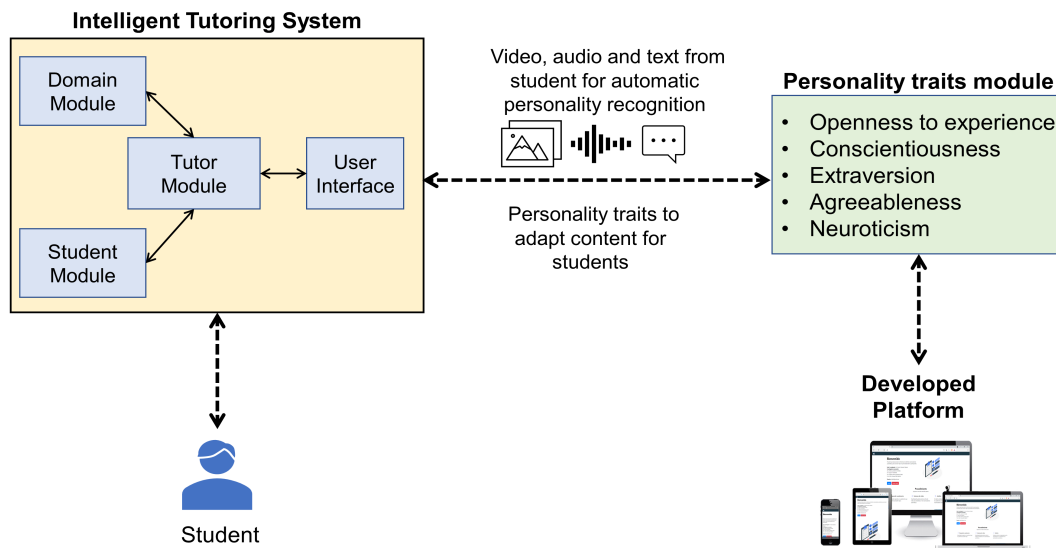 Intelligent Tutoring System
Domain
Module
Tutor
Module
User
Interface
Student
Module
Student
Video, audio and text from
student for automatic
personality recognition
Personality traits to
adapt content for
students
Personality traits module
• Openness to experience
• Conscientiousness
• Extraversion
• Agreeableness
• Neuroticism
Developed
Platform